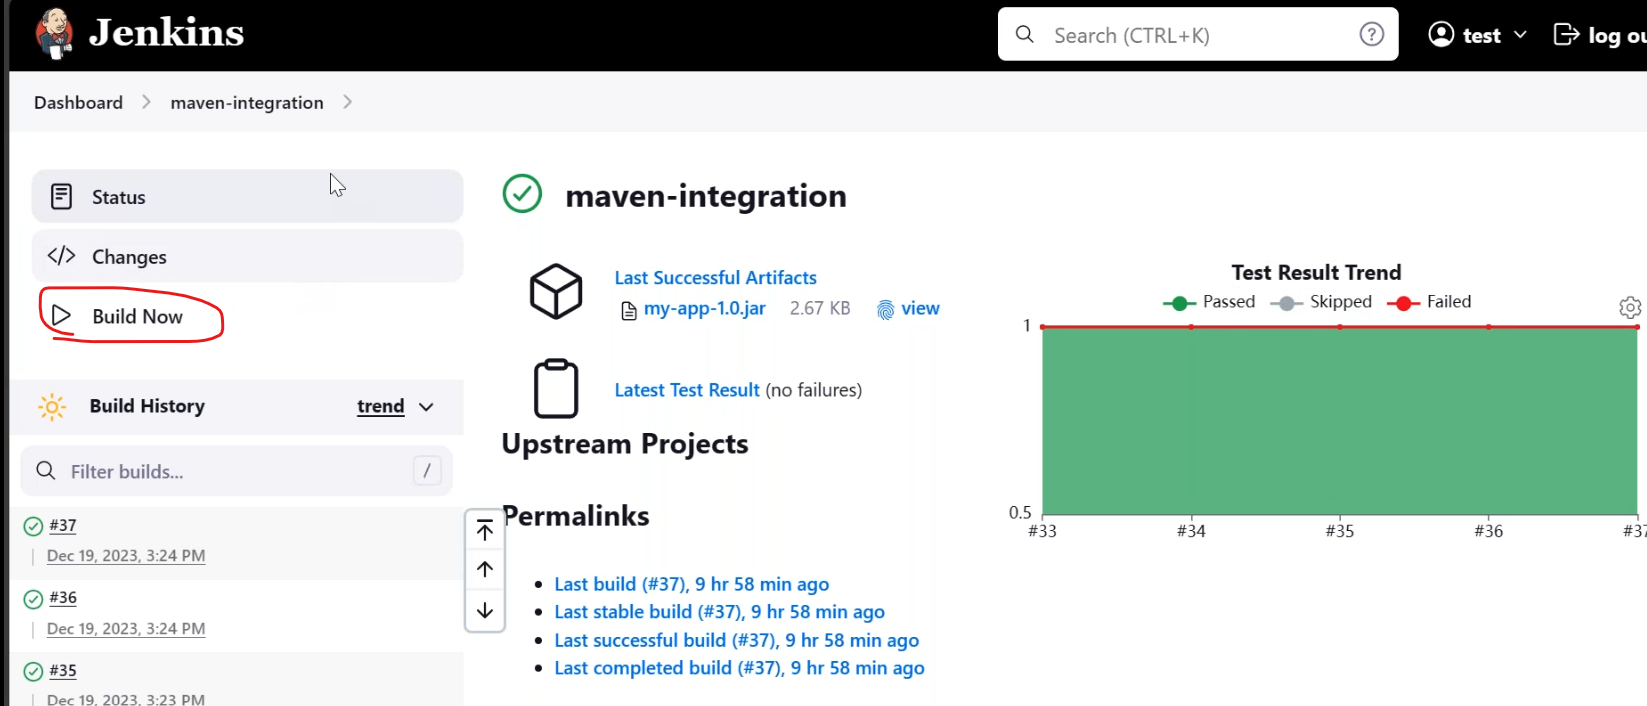 Jenkins
Search (CTRL+K)
?
test
log ou
Dashboard
maven-integration
Status
Changes
Build Now
Build History
trend
Filter builds...
/
#37
Dec 19, 2023, 3:24 PM
#36
Dec 19, 2023, 3:24 PM
#35
Dec 19, 2023, 3:23 PM
maven-integration
Last Successful Artifacts
my-app-1.0.jar 2.67 KB view
Latest Test Result (no failures)
Upstream Projects
Permalinks
Last build (#37), 9 hr 58 min ago
Last stable build (#37), 9 hr 58 min ago
Last successful build (#37), 9 hr 58 min ago
Last completed build (#37), 9 hr 58 min ago
Test Result Trend
Passed Skipped Failed
1
0.5
#33 #34 #35 #36 #37